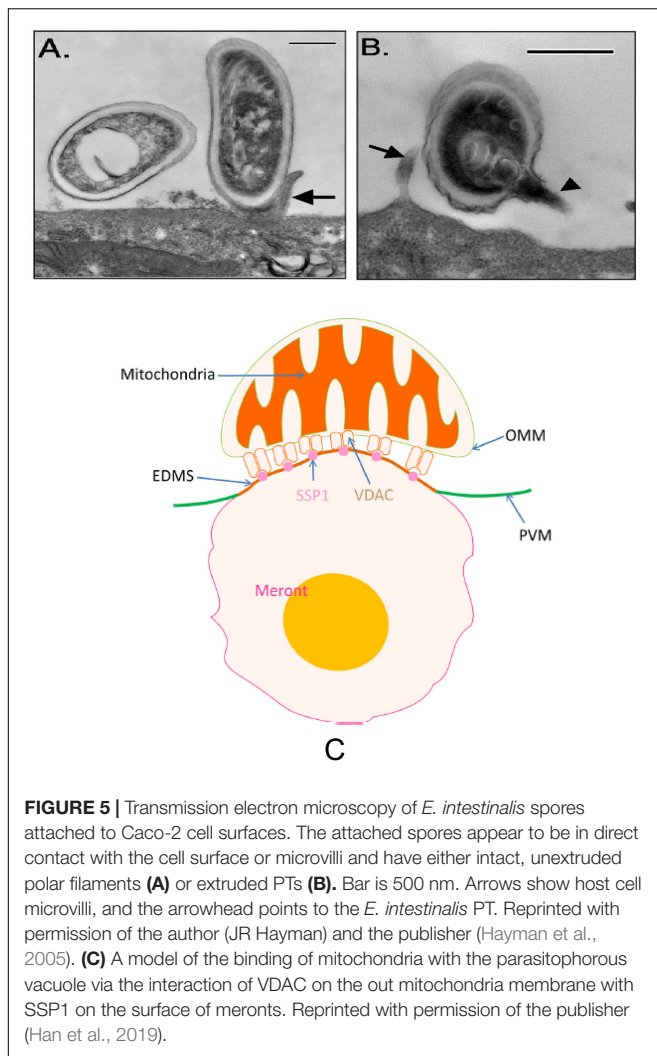 A.
B.
Mitochondria
OMM
EDMS
SSP1
VDAC
PVM
Meront
C
FIGURE 5 | Transmission electron microscopy of E. intestinalis spores
attached to Caco-2 cell surfaces. The attached spores appear to be in direct
contact with the cell surface or microvilli and have either intact, unextruded
polar filaments (A) or extruded PTs (B). Bar is 500 nm. Arrows show host cell
microvilli, and the arrowhead points to the E. intestinalis PT. Reprinted with
permission of the author (JR Hayman) and the publisher (Hayman et al.,
2005). (C) A model of the binding of mitochondria with the parasitophorous
vacuole via the interaction of VDAC on the out mitochondria membrane with
SSP1 on the surface of meronts. Reprinted with permission of the publisher
(Han et al., 2019).